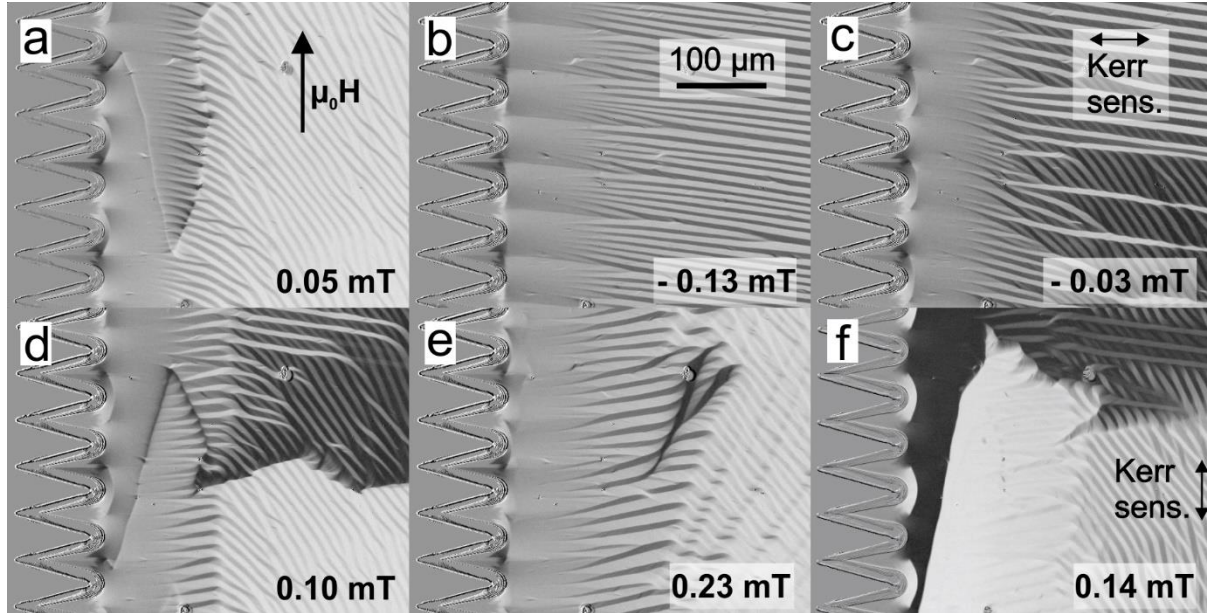 a
μ₀H
0.05 mT
b
100 μm
- 0.13 mT
c
Kerr
sens.
- 0.03 mT
d
0.10 mT
e
0.23 mT
f
Kerr
sens.
0.14 mT